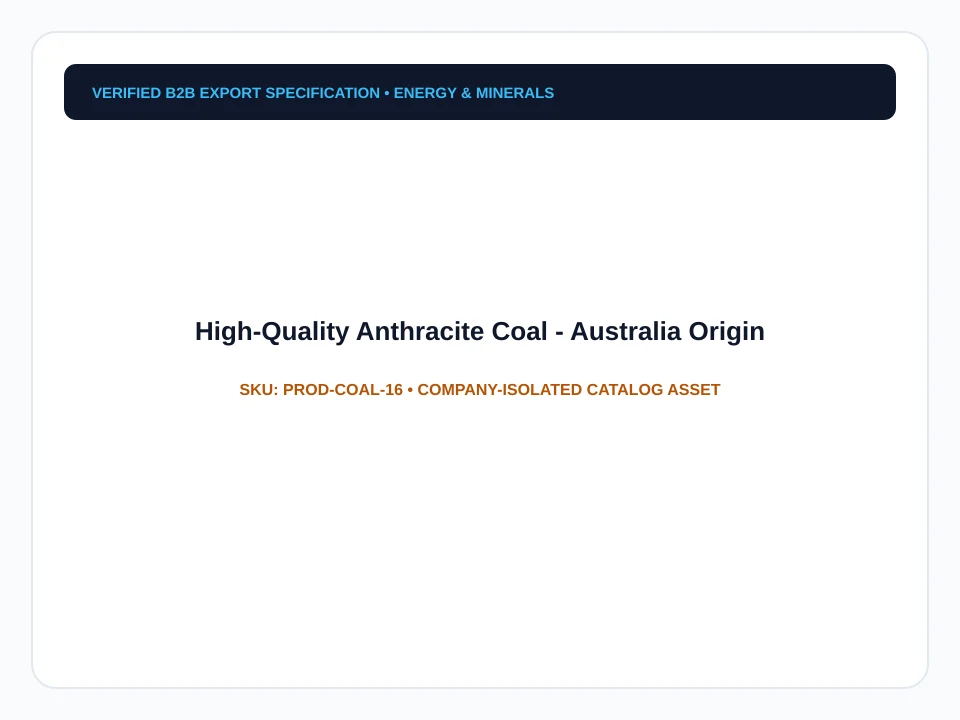 VERIFIED B2B EXPORT SPECIFICATION • ENERGY & MINERALS
High-Quality Anthracite Coal - Australia Origin
SKU: PROD-COAL-16 • COMPANY-ISOLATED CATALOG ASSET